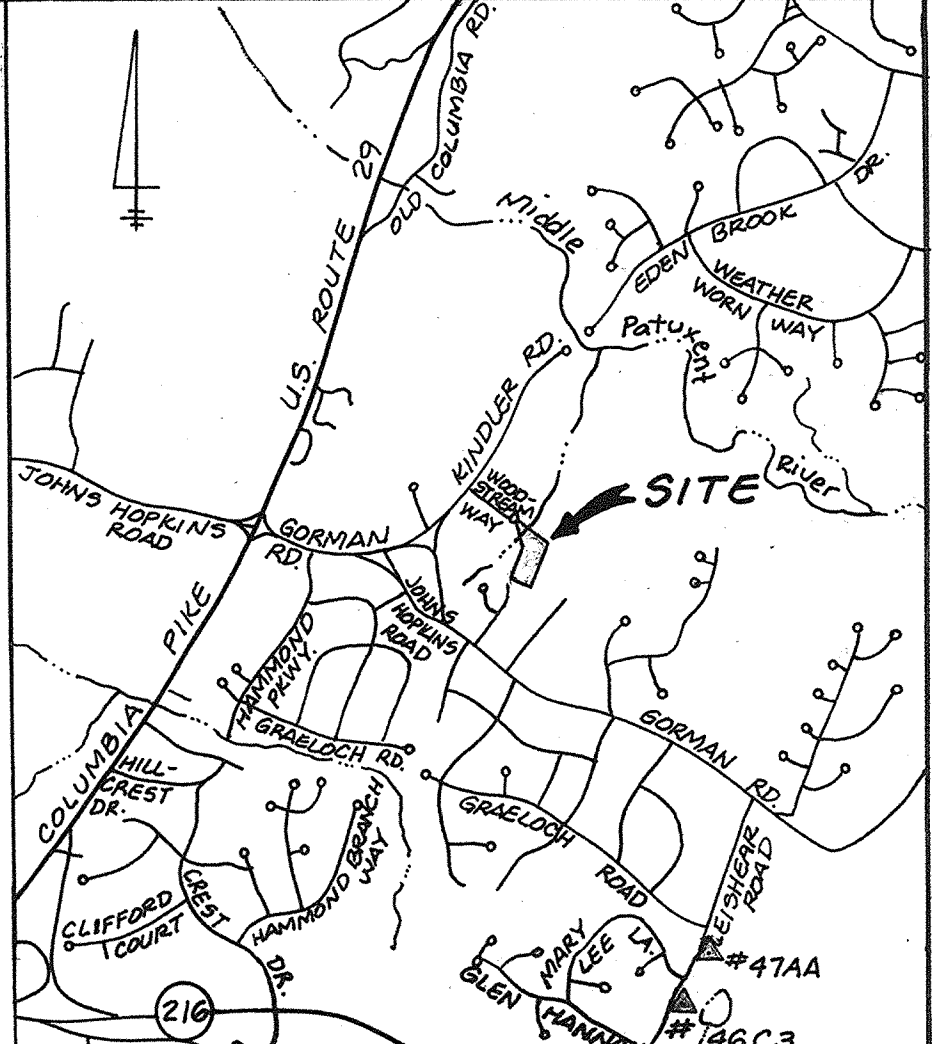 COLUMBIA RD.
OLD
29
U.S. ROUTE
Middle
EDEN BROOK DR.
WEATHER
WORN WAY
Patuxent
River
KINDLER RD.
WOOD-
STREAM
WAY
SITE
JOHNS HOPKINS
ROAD
GORMAN
RD.
JOHNS
HOPKINS
ROAD
COLUMBIA PIKE
HAMMOND
PKWY.
GRAELOCH RD.
GORMAN RD.
HILL-
CREST
DR.
GRAELOCH ROAD
LEISHEAR
ROAD
HAMMOND BRANCH
WAY
CLIFFORD
COURT
CREST DR.
MARY
LEE LA.
GLEN
#47AA
216